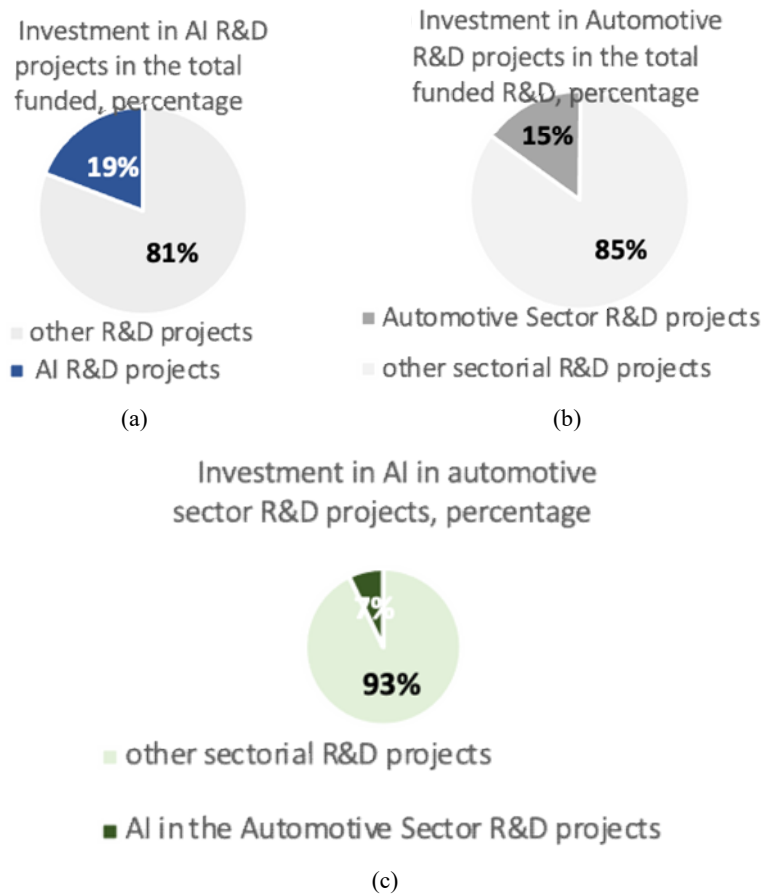 Investment in AI R&D
projects in the total
funded, percentage
19%
81%
other R&D projects
AI R&D projects
(a)
Investment in Automotive
R&D projects in the total
funded R&D, percentage
15%
85%
Automotive Sector R&D projects
other sectorial R&D projects
(b)
Investment in AI in automotive
sector R&D projects, percentage
7%
93%
other sectorial R&D projects
AI in the Automotive Sector R&D projects
(c)